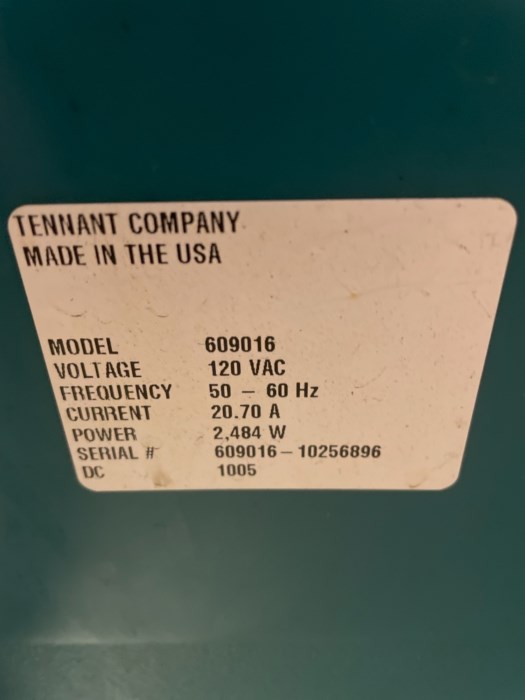 TENNANT COMPANY
MADE IN THE USA
MODEL 609016
VOLTAGE 120 VAC
FREQUENCY 50 – 60 Hz
CURRENT 20.70 A
POWER 2,484 W
SERIAL # 609016 – 10256896
DC 1005